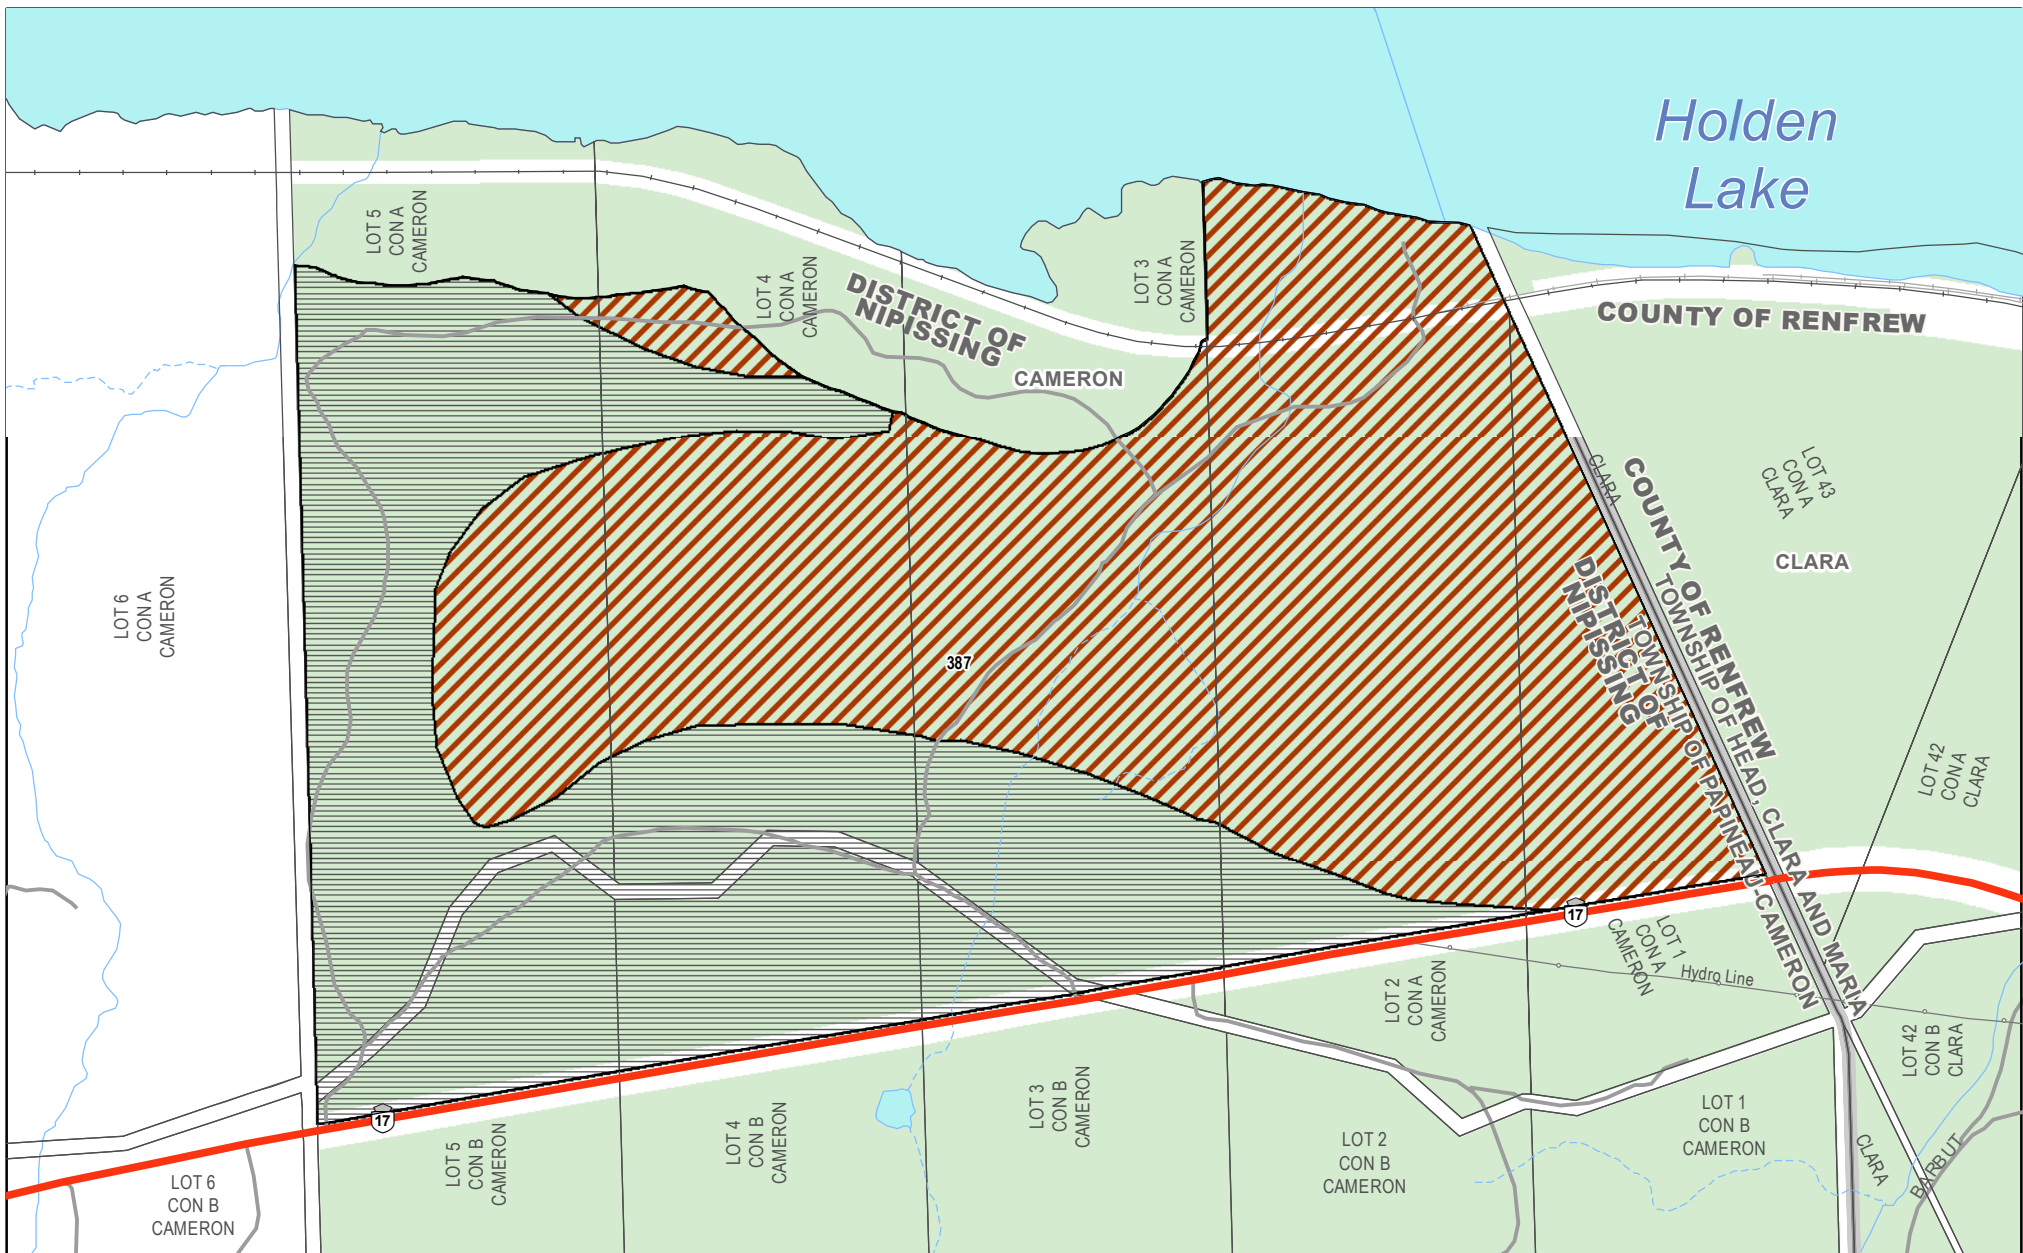 Holden
Lake
LOT 5
CON A
CAMERON
LOT 4
CON A
CAMERON
LOT 3
CON A
CAMERON
DISTRICT OF
NIPISSING
CAMERON
COUNTY OF RENFREW
CLARA
LOT 43
CON A
CLARA
CLARA
COUNTY OF RENFREW
TOWNSHIP OF HEAD, CLARA AND MARIA
TOWNSHIP OF PAPINEAU-CAMERON
DISTRICT OF
NIPISSING
LOT 6
CON A
CAMERON
387
LOT 42
CON A
CLARA
17
LOT 1
CON A
CAMERON
Hydro Line
LOT 2
CON A
CAMERON
LOT 42
CON B
CLARA
17
LOT 3
CON B
CAMERON
LOT 4
CON B
CAMERON
LOT 5
CON B
CAMERON
LOT 1
CON B
CAMERON
LOT 2
CON B
CAMERON
LOT 6
CON B
CAMERON
CLARA
BARBUT